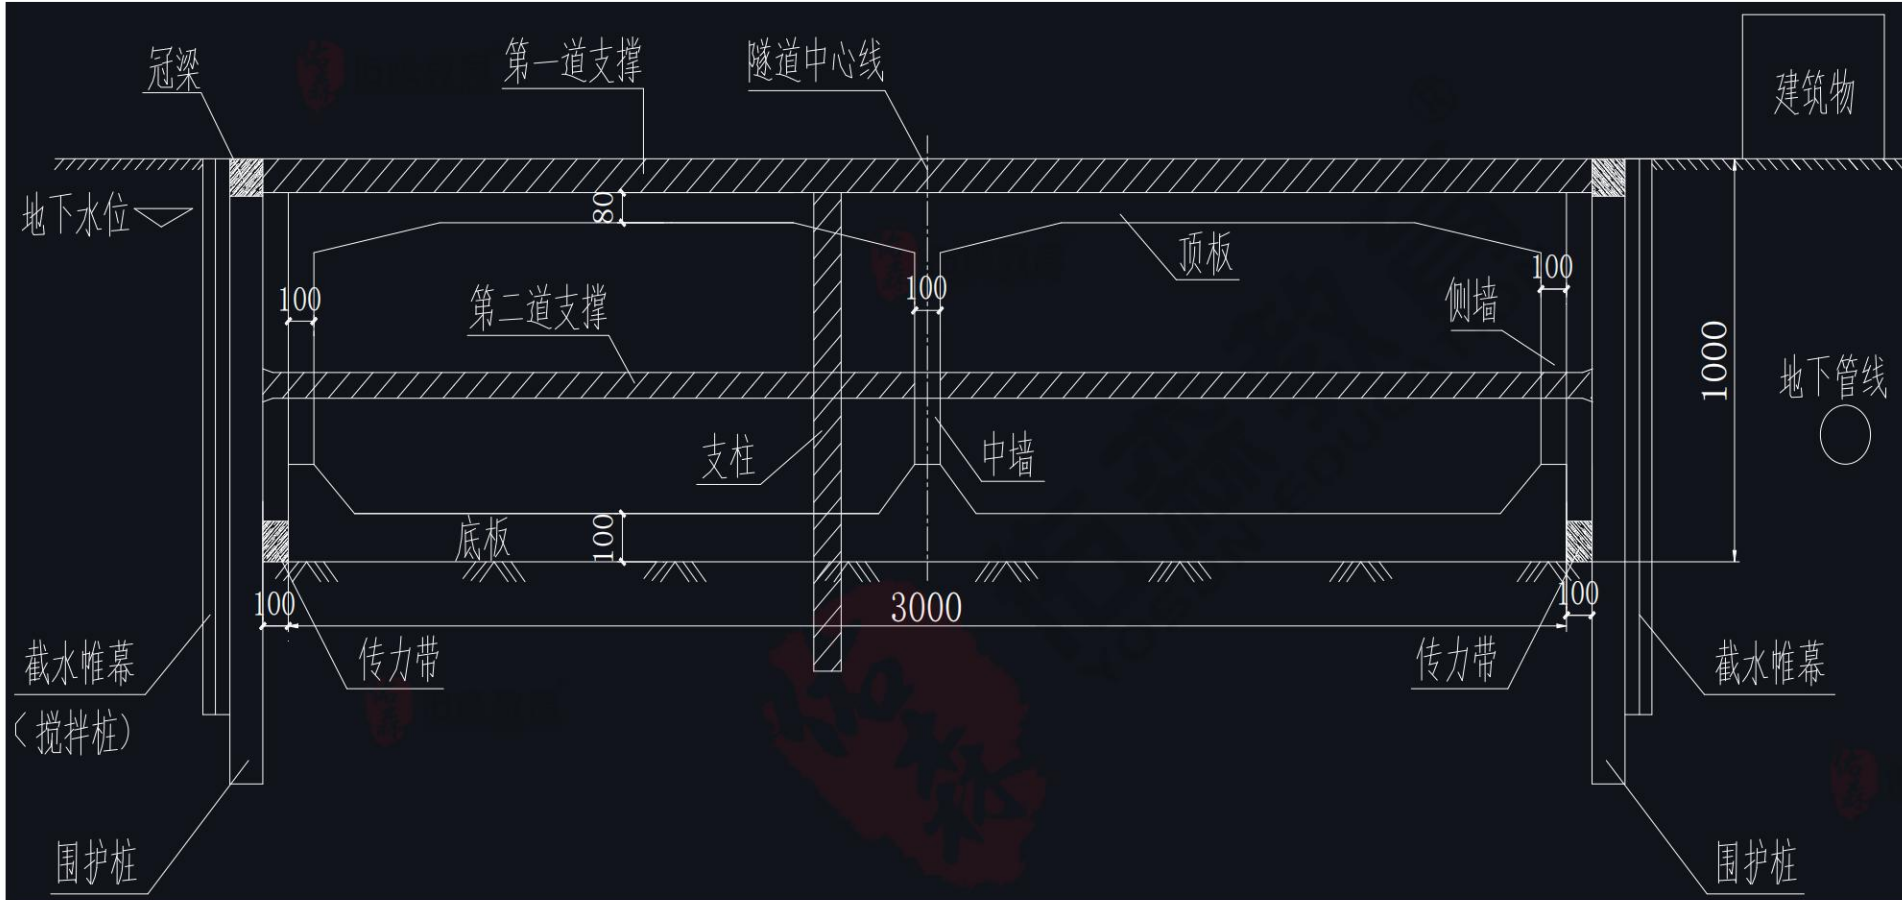 冠梁
第一道支撑
隧道中心线
建筑物
地下水位
80
顶板
100
第二道支撑
100
100
侧墙
1000
地下管线
支柱
中墙
底板
100
100
3000
100
截水帷幕
(搅拌桩)
传力带
传力带
截水帷幕
围护桩
围护桩